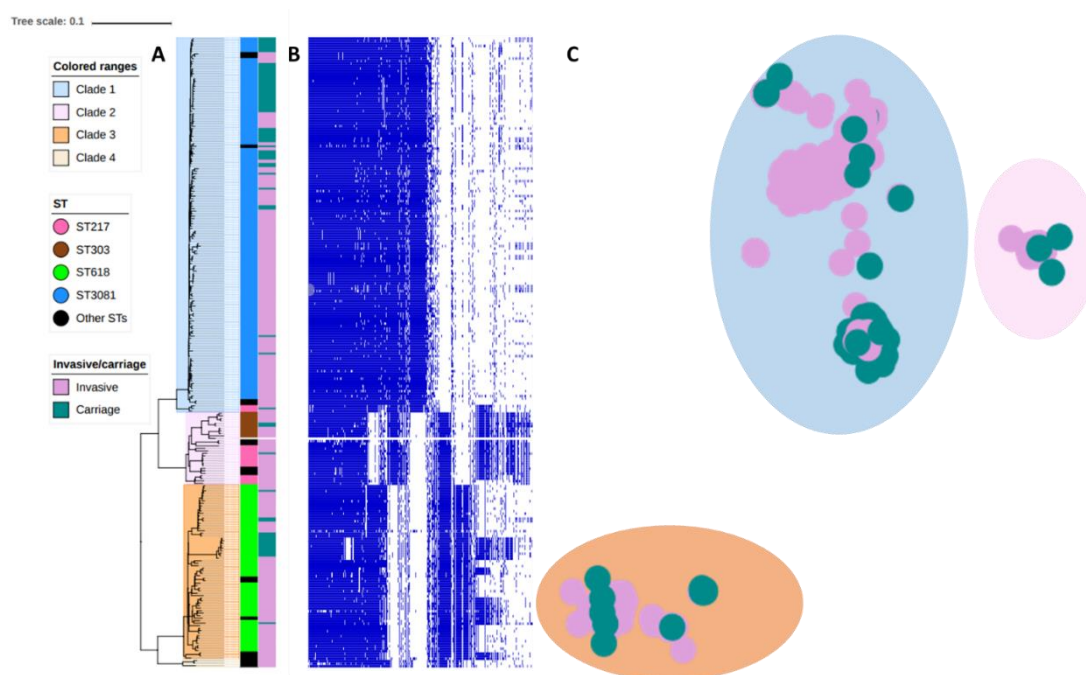 Tree scale: 0.1
A
B
C
Colored ranges
Clade 1
Clade 2
Clade 3
Clade 4
ST
ST217
ST303
ST618
ST3081
Other STs
Invasive/carriage
Invasive
Carriage